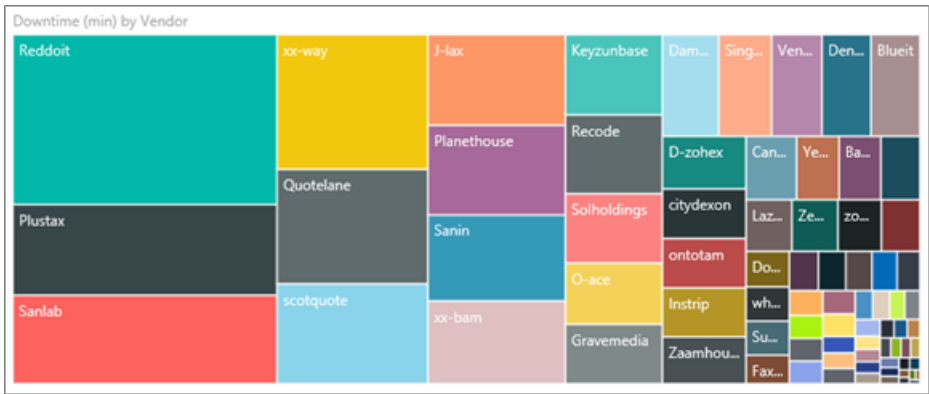 Downtime (min) by Vendor
Reddoit
Plustax
Sanlab
xx-way
Quotelane
scotquote
J-lax
Planethouse
Sanin
xx-bam
Keyzunbase
Recode
Solholdings
O-ace
Gravemedia
Dam...
Sing...
Ven...
Den...
Blueit
D-zohex
citydexon
ontotam
Instrip
Zaamhou...
Can...
Ye...
Ba...
Laz...
Ze...
zo...
Do...
wh...
Su...
Fax...